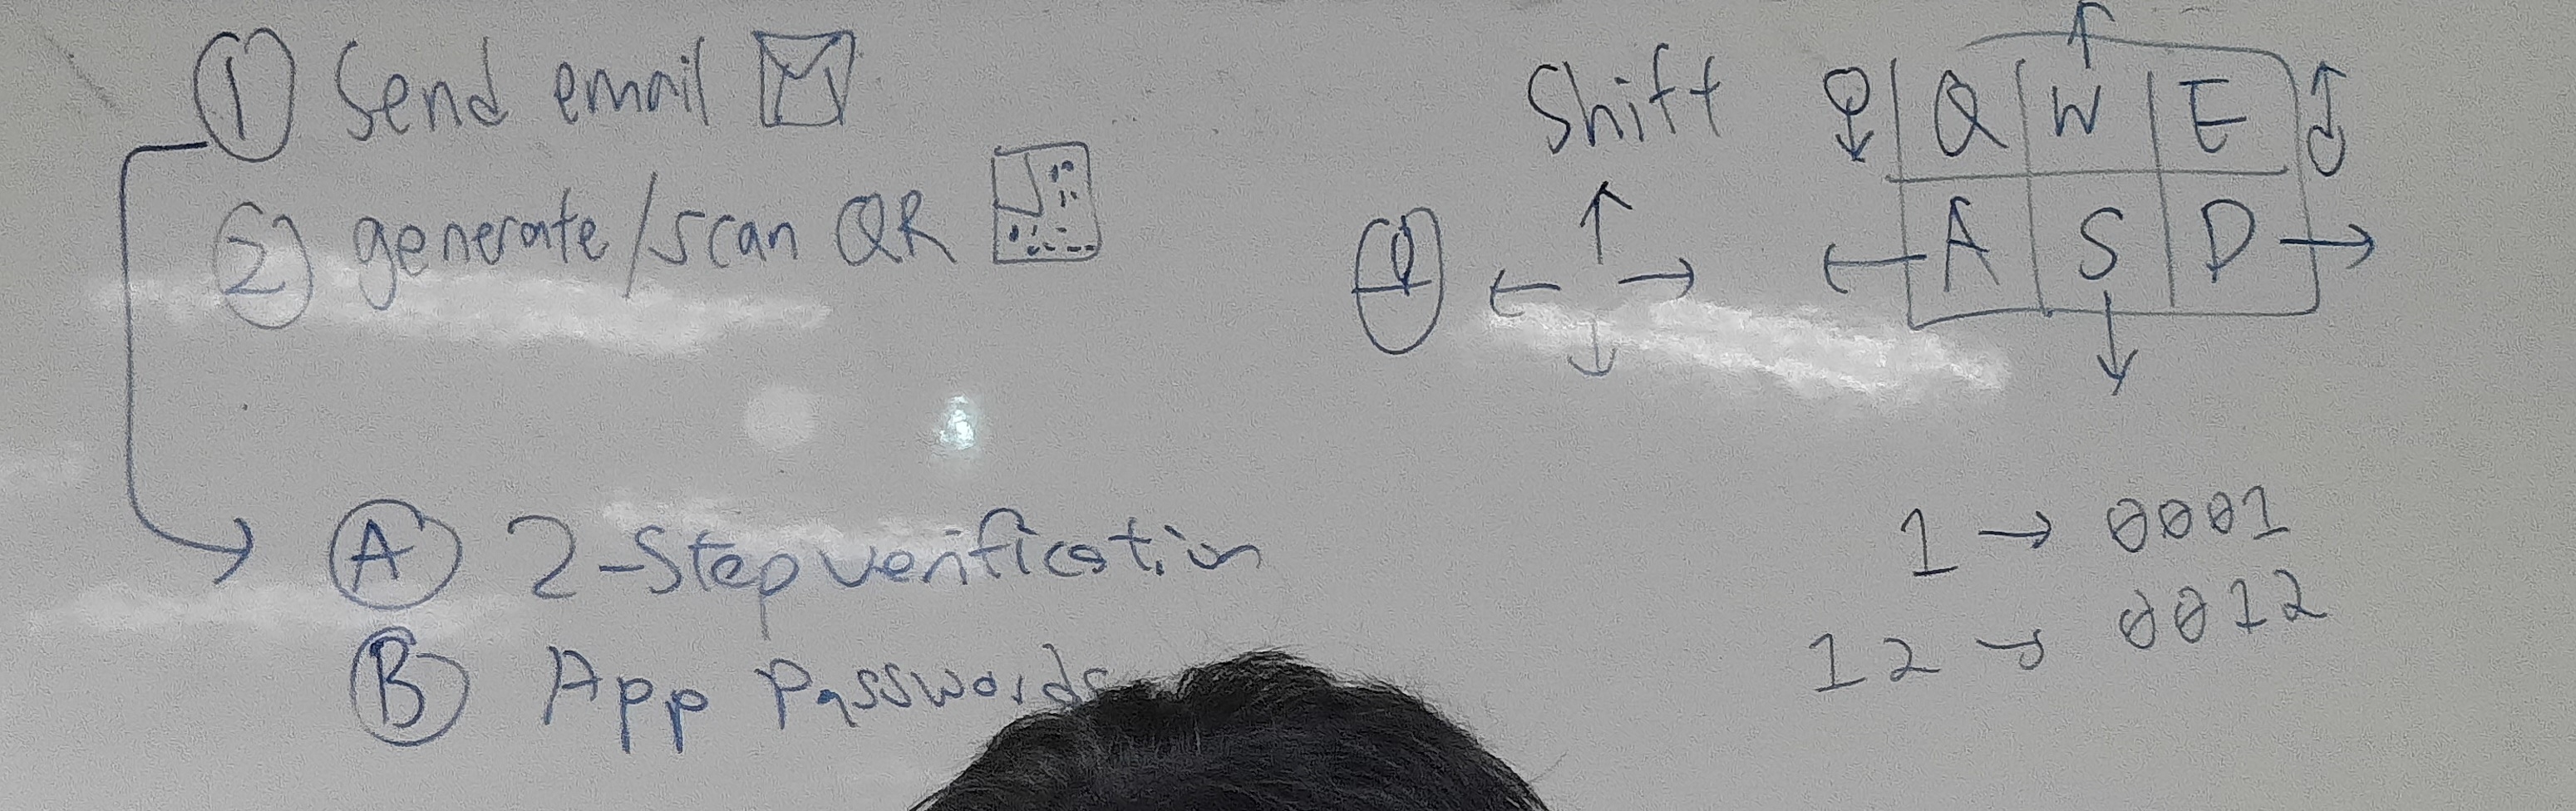 ① Send email
② generate/scan QR
Ⓐ 2-Step verification
Ⓑ App Passwords
Shift
Q W E
A S D
1 → 0001
12 → 0012